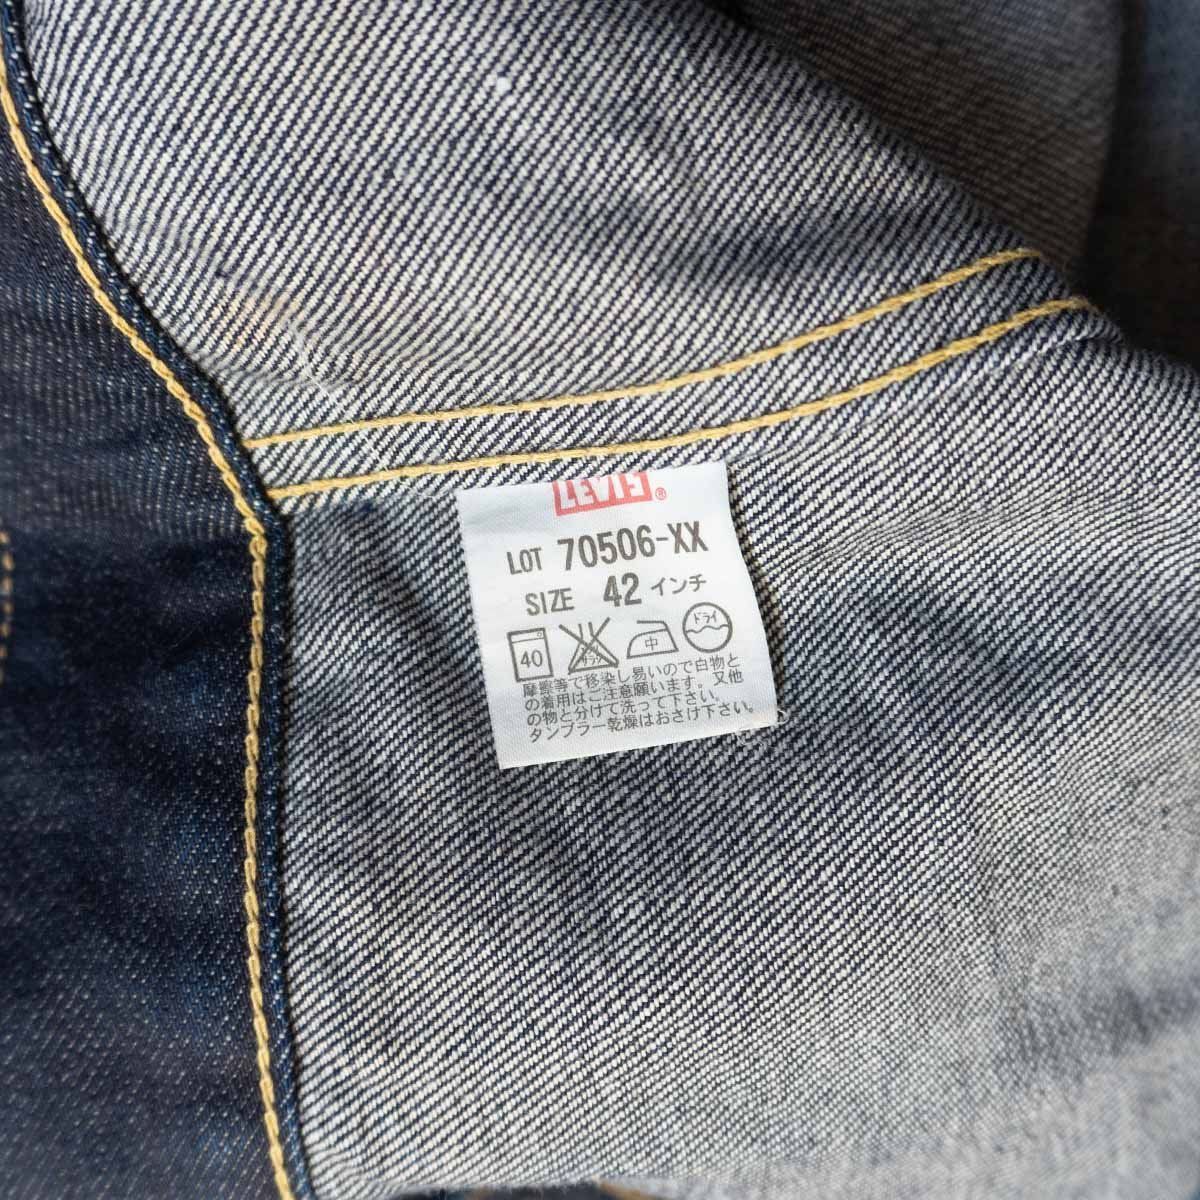 LEVI'S®
LOT 70506-XX
SIZE 42 インチ
40 サラシ 中 ドライ
摩擦等で移染し易いので白物と
の着用はご注意願います。又他
の物と分けて洗って下さい。
タンブラー乾燥はおさけ下さい。